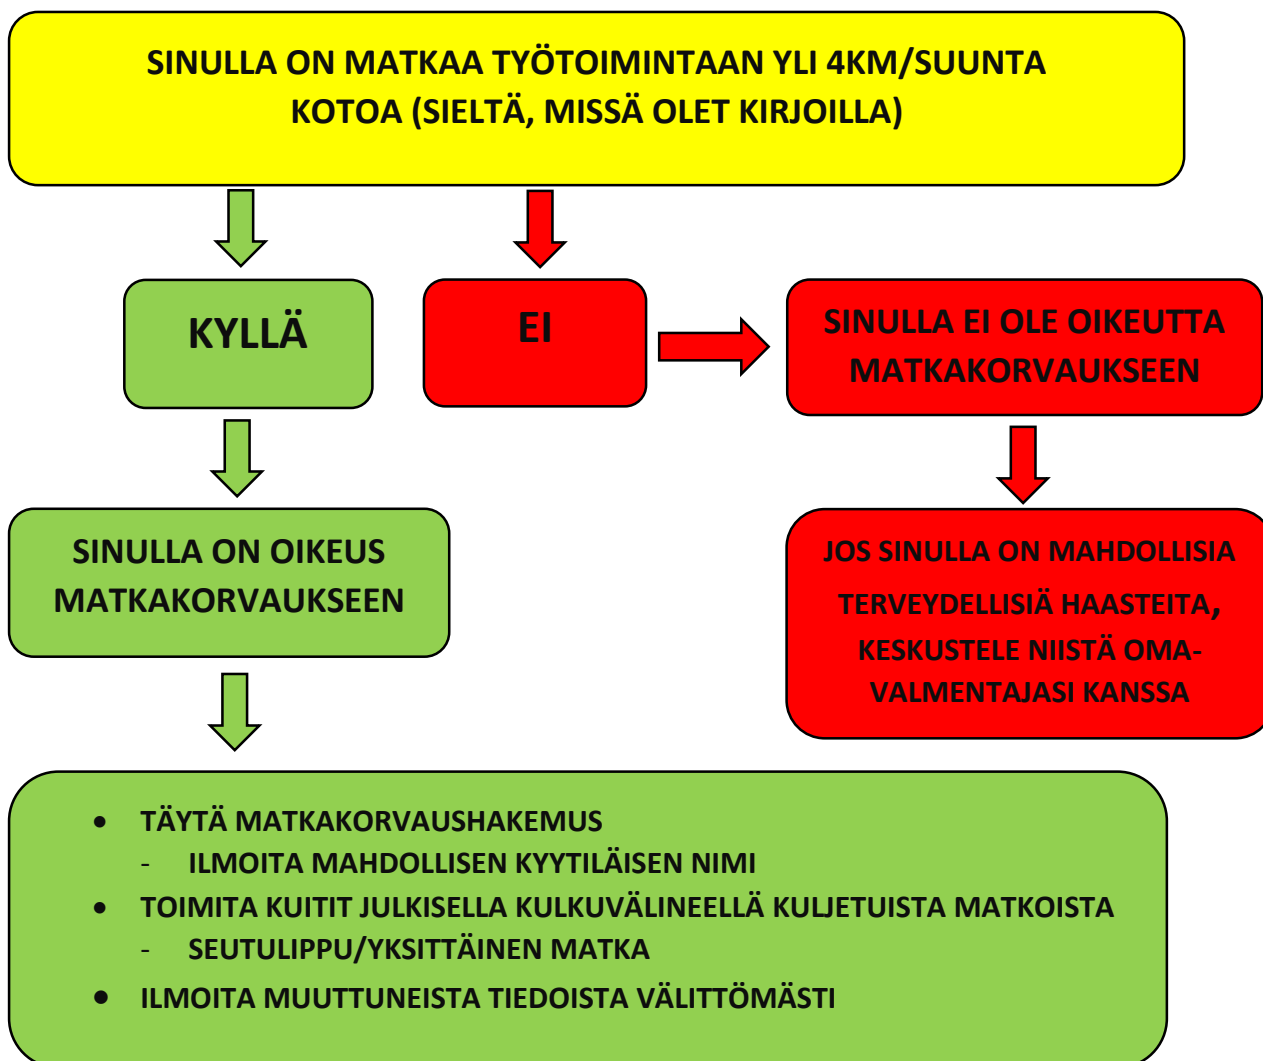 SINULLA ON MATKAA TYÖTOIMINTAAN YLI 4KM/SUUNTA
KOTOA (SIELTÄ, MISSÄ OLET KIRJOILLA)
KYLLÄ
EI
SINULLA EI OLE OIKEUTTA
MATKAKORVAUKSEEN
SINULLA ON OIKEUS
MATKAKORVAUKSEEN
JOS SINULLA ON MAHDOLLISIA
TERVEYDELLISIÄ HAASTEITA,
KESKUSTELE NIISTÄ OMA-
VALMENTAJASI KANSSA
• TÄYTÄ MATKAKORVAUSHAKEMUS
- ILMOITA MAHDOLLISEN KYYTILÄISEN NIMI
• TOIMITA KUITIT JULKISELLA KULKUVÄLINEELLÄ KULJETUISTA MATKOISTA
- SEUTULIPPU/YKSITTÄINEN MATKA
• ILMOITA MUUTTUNEISTA TIEDOISTA VÄLITTÖMÄSTI